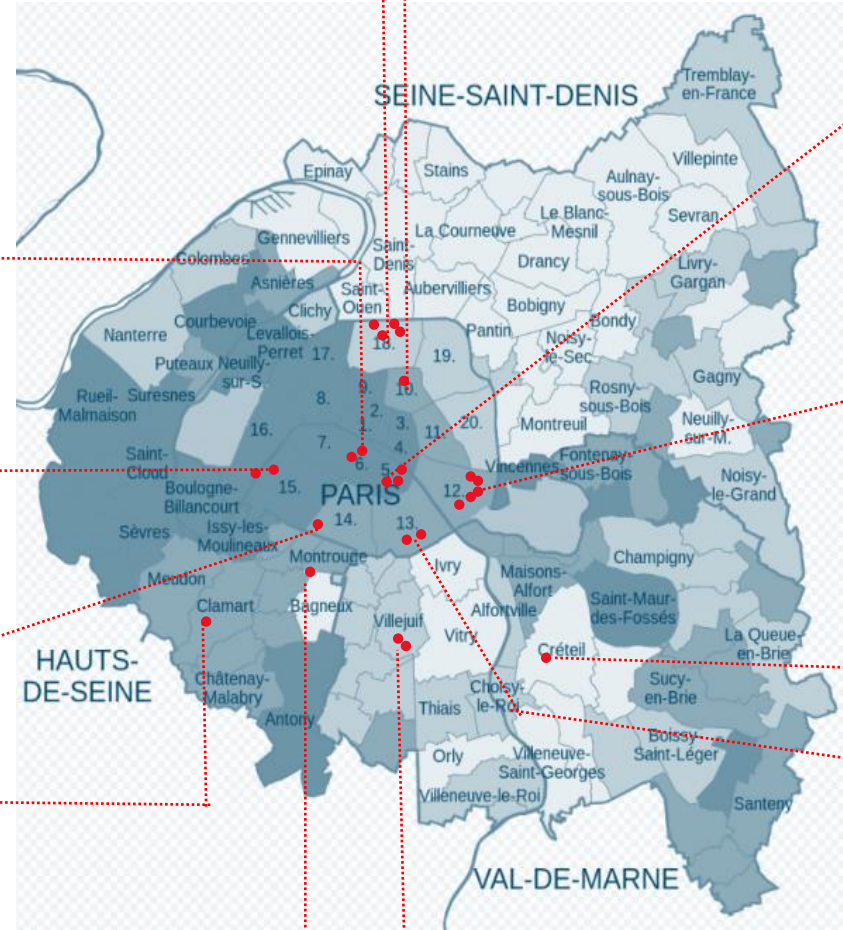 SEINE-SAINT-DENIS
Tremblay-
en-France
Epinay
Stains
Villepinte
Aulnay-
sous-Bois
Sevran
Le Blanc-
Mesnil
La Courneuve
Gennevilliers
Saint-
Denis
Colombes
Drancy
Livry-
Gargan
Asnières
Saint-
Ouen
Aubervilliers
Clichy
Bobigny
Bondy
Courbevoie
Nanterre
Levallois-
Perret
Pantin
Noisy-
le-Sec
17.
18.
19.
Puteaux
Neuilly-
sur-S.
Gagny
Rueil-
Malmaison
Suresnes
8.
9.
10.
2.
Rosny-
sous-Bois
16.
1.
3.
11.
20.
Montreuil
Neuilly-
sur-M.
7.
4.
Saint-
Cloud
6.
5.
Vincennes
Fontenay-
sous-Bois
Noisy-
le-Grand
15.
PARIS
12.
Boulogne-
Billancourt
14.
13.
Sèvres
Issy-les-
Moulineaux
Montrouge
Champigny
Meudon
Ivry
Maisons-
Alfort
Clamart
Bagneux
Villejuif
Alfortville
Saint-Maur-
des-Fossés
Vitry
La Queue-
en-Brie
HAUTS-
DE-SEINE
Créteil
Châtenay-
Malabry
Choisy-
le-Roi
Sucy-
en-Brie
Antony
Thiais
Orly
Villeneuve-
Saint-Georges
Boissy-
Saint-Léger
Villeneuve-le-Roi
Santeny
VAL-DE-MARNE